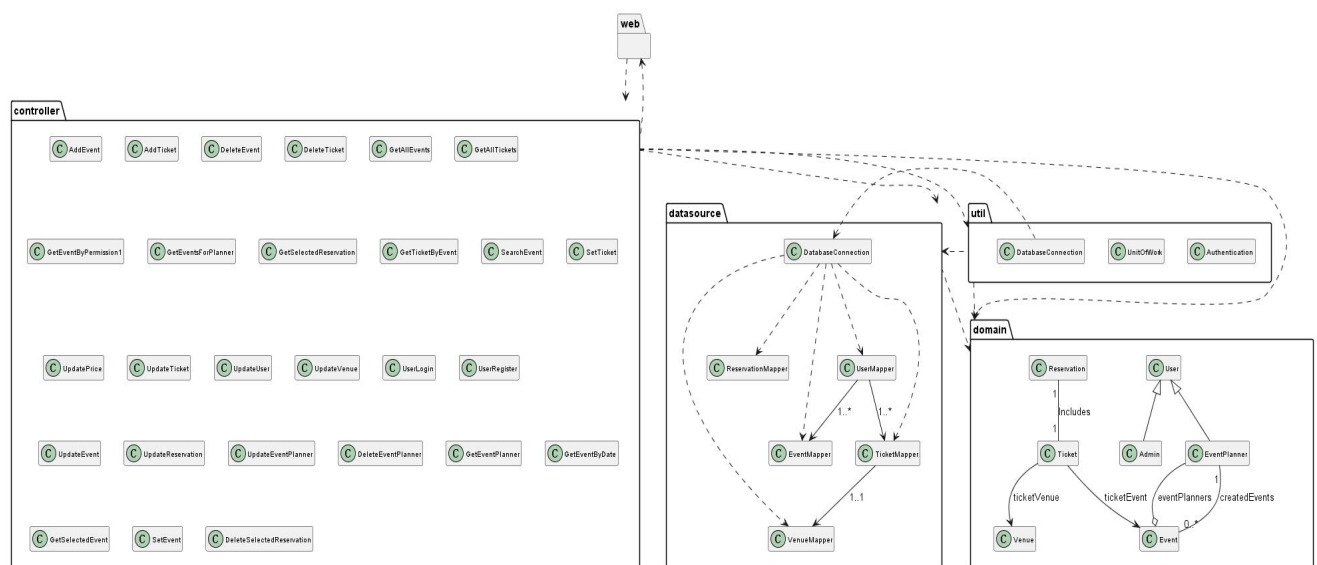 web
controller
C AddEvent C AddTicket C DeleteEvent C DeleteTicket C GetAllEvents C GetAllTickets
C GetEventByPermission1 C GetEventsForPlanner C GetSelectedReservation C GetTicketByEvent C SearchEvent C SetTicket
C UpdatePrice C UpdateTicket C UpdateUser C UpdateVenue C UserLogin C UserRegister
C UpdateEvent C UpdateReservation C UpdateEventPlanner C DeleteEventPlanner C GetEventPlanner C GetEventByDate
C GetSelectedEvent C SetEvent C DeleteSelectedReservation
datasource
C DatabaseConnection
C ReservationMapper C UserMapper
1..* 1..*
C EventMapper C TicketMapper
1..1
C VenueMapper
util
C DatabaseConnection C UnitOfWork C Authentication
domain
C Reservation C User
1
Includes
1
C Ticket C Admin C EventPlanner
1
ticketVenue ticketEvent eventPlanners createdEvents
0..*
C Venue C Event